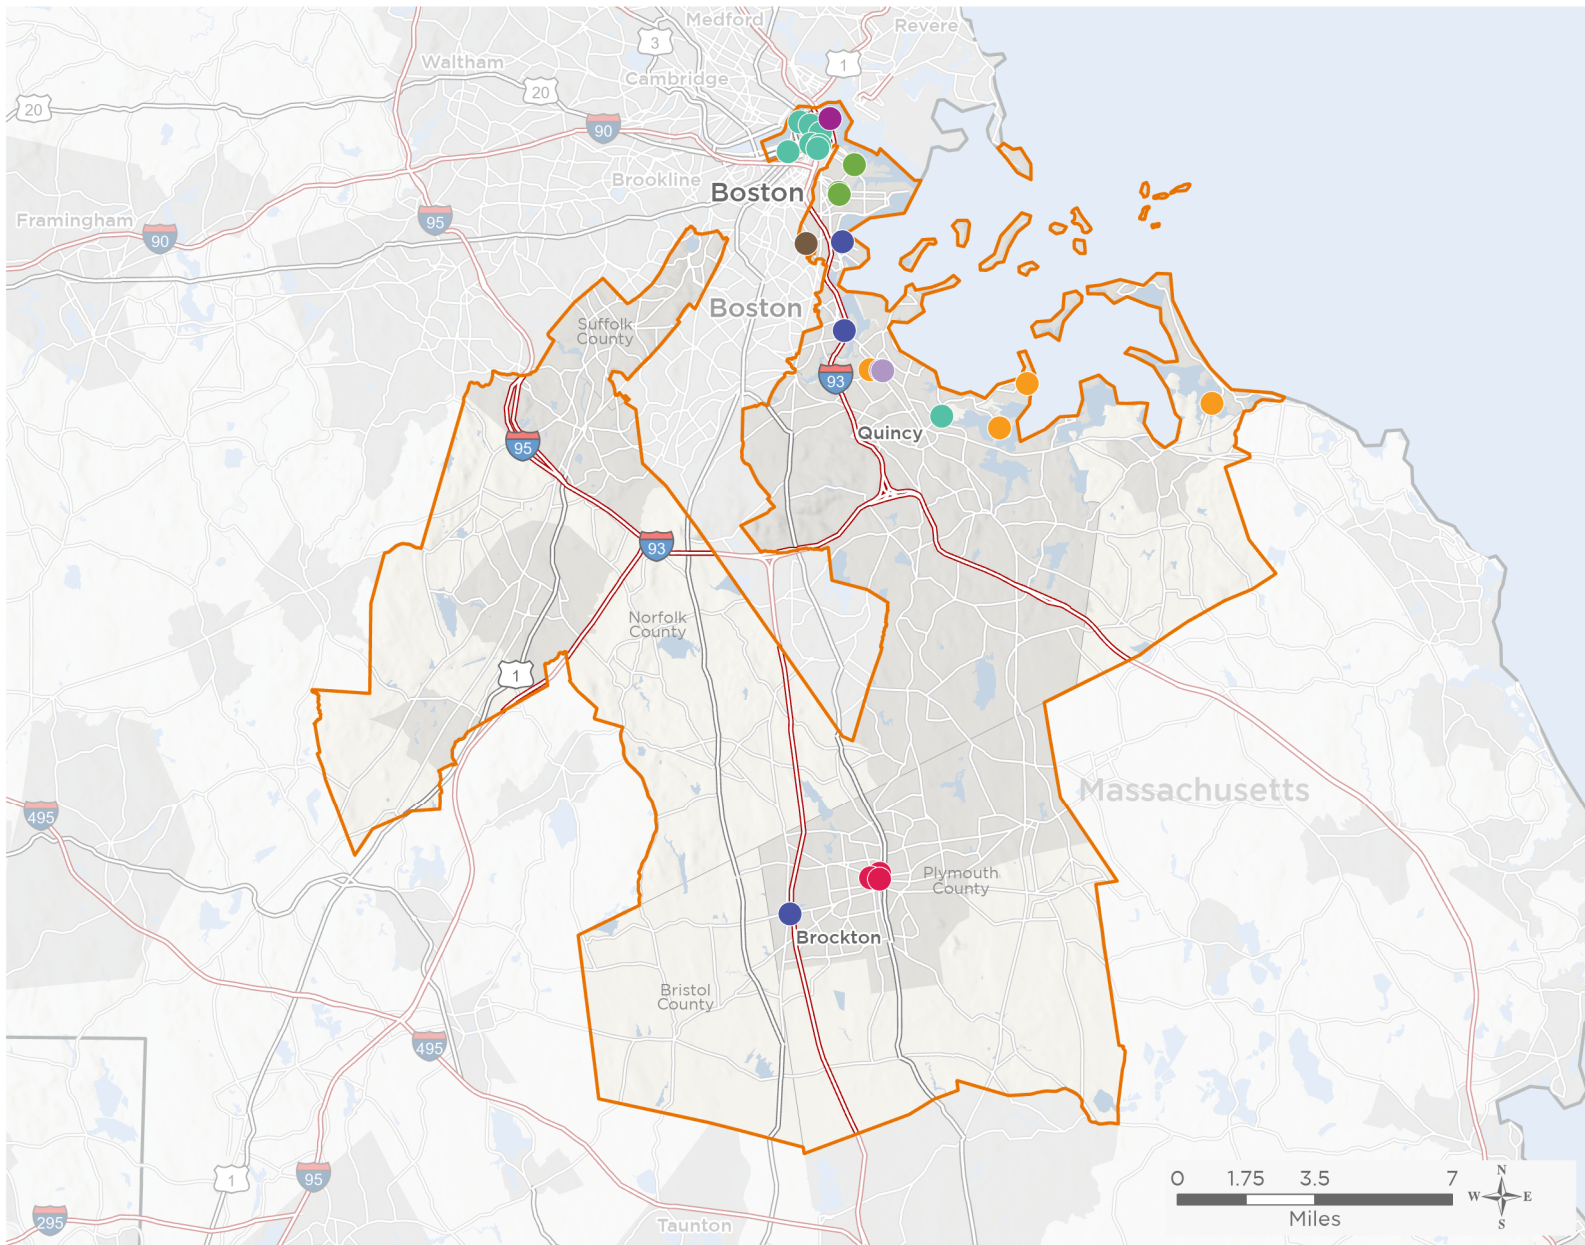 Medford
Revere
3
1
Waltham
Cambridge
20
20
90
Brookline
Boston
Framingham
95
90
Boston
Suffolk
County
93
Quincy
95
93
Norfolk
County
1
Massachusetts
495
Plymouth
County
Brockton
Bristol
County
495
0 1.75 3.5 7
Miles
N
W E
S
1
95
295
Taunton